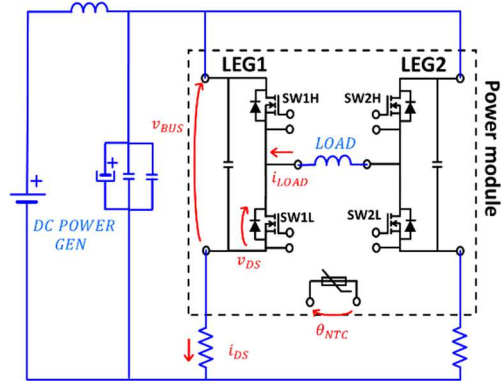 LEG1
LEG2
SW1H
SW2H
v_BUS
LOAD
i_LOAD
Power module
+
+
DC POWER
GEN
SW1L
SW2L
v_DS
θ_NTC
i_DS